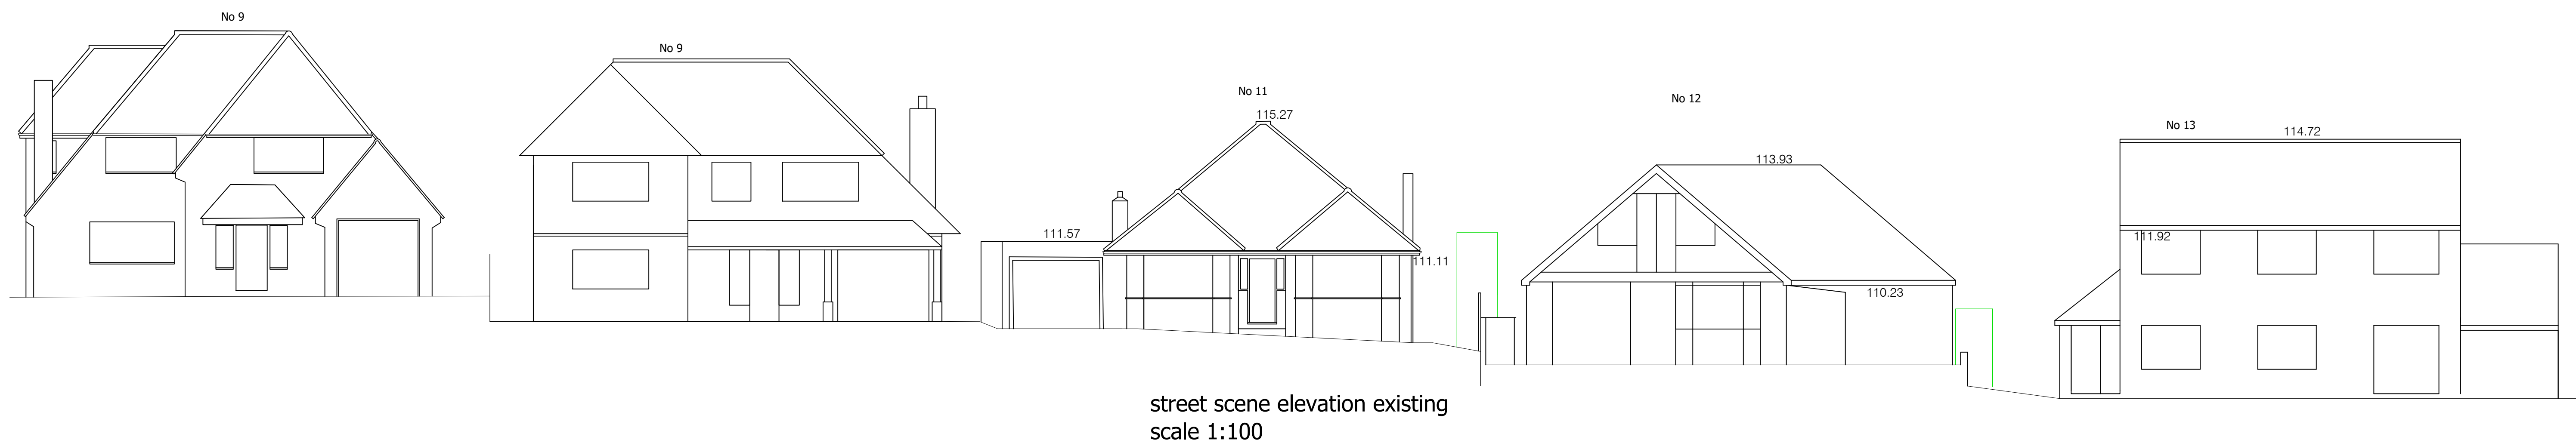 No 9
No 9
No 11
115.27
111.57
111.11
No 12
113.93
110.23
No 13
114.72
111.92
street scene elevation existing
scale 1:100